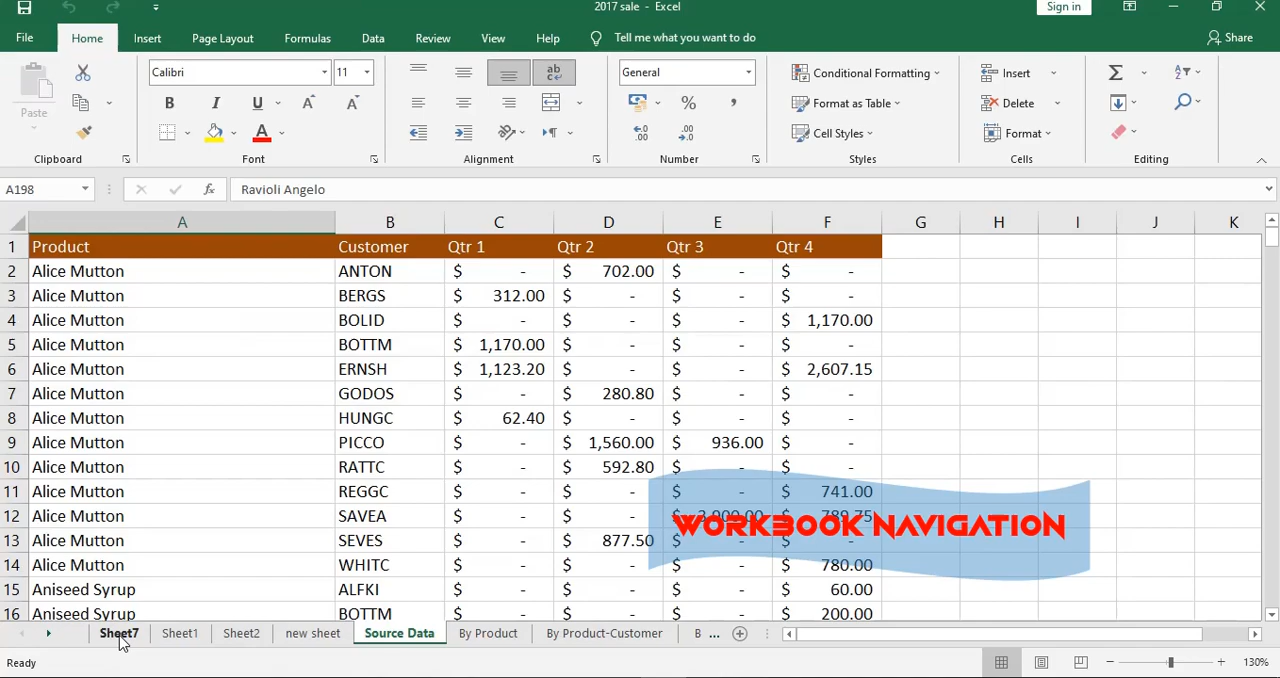 2017 sale - Excel
Sign in
File Home Insert Page Layout Formulas Data Review View Help Tell me what you want to do Share
Paste
Calibri 11
B I U A A
A
ab c
General
% ,
Conditional Formatting
Format as Table
Cell Styles
Insert
Delete
Format
Clipboard Font Alignment Number Styles Cells Editing
A198 fx Ravioli Angelo
A B C D E F G H I J K
1 Product Customer Qtr 1 Qtr 2 Qtr 3 Qtr 4
2 Alice Mutton ANTON $ - $ 702.00 $ - $ -
3 Alice Mutton BERGS $ 312.00 $ - $ - $ -
4 Alice Mutton BOLID $ - $ - $ - $ 1,170.00
5 Alice Mutton BOTTM $ 1,170.00 $ - $ - $ -
6 Alice Mutton ERNSH $ 1,123.20 $ - $ - $ 2,607.15
7 Alice Mutton GODOS $ - $ 280.80 $ - $ -
8 Alice Mutton HUNGC $ 62.40 $ - $ - $ -
9 Alice Mutton PICCO $ - $ 1,560.00 $ 936.00 $ -
10 Alice Mutton RATTC $ - $ 592.80 $ - $ -
11 Alice Mutton REGGC $ - $ - $ - $ 741.00
12 Alice Mutton SAVEA $ - $ - $ 3,900.00 $ 789.75
WORKBOOK NAVIGATION
13 Alice Mutton SEVES $ - $ 877.50 $ - $ -
14 Alice Mutton WHITC $ - $ - $ - $ 780.00
15 Aniseed Syrup ALFKI $ - $ - $ - $ 60.00
16 Aniseed Syrup BOTTM $ - $ - $ - $ 200.00
Sheet7 Sheet1 Sheet2 new sheet Source Data By Product By Product-Customer B ...
Ready 130%